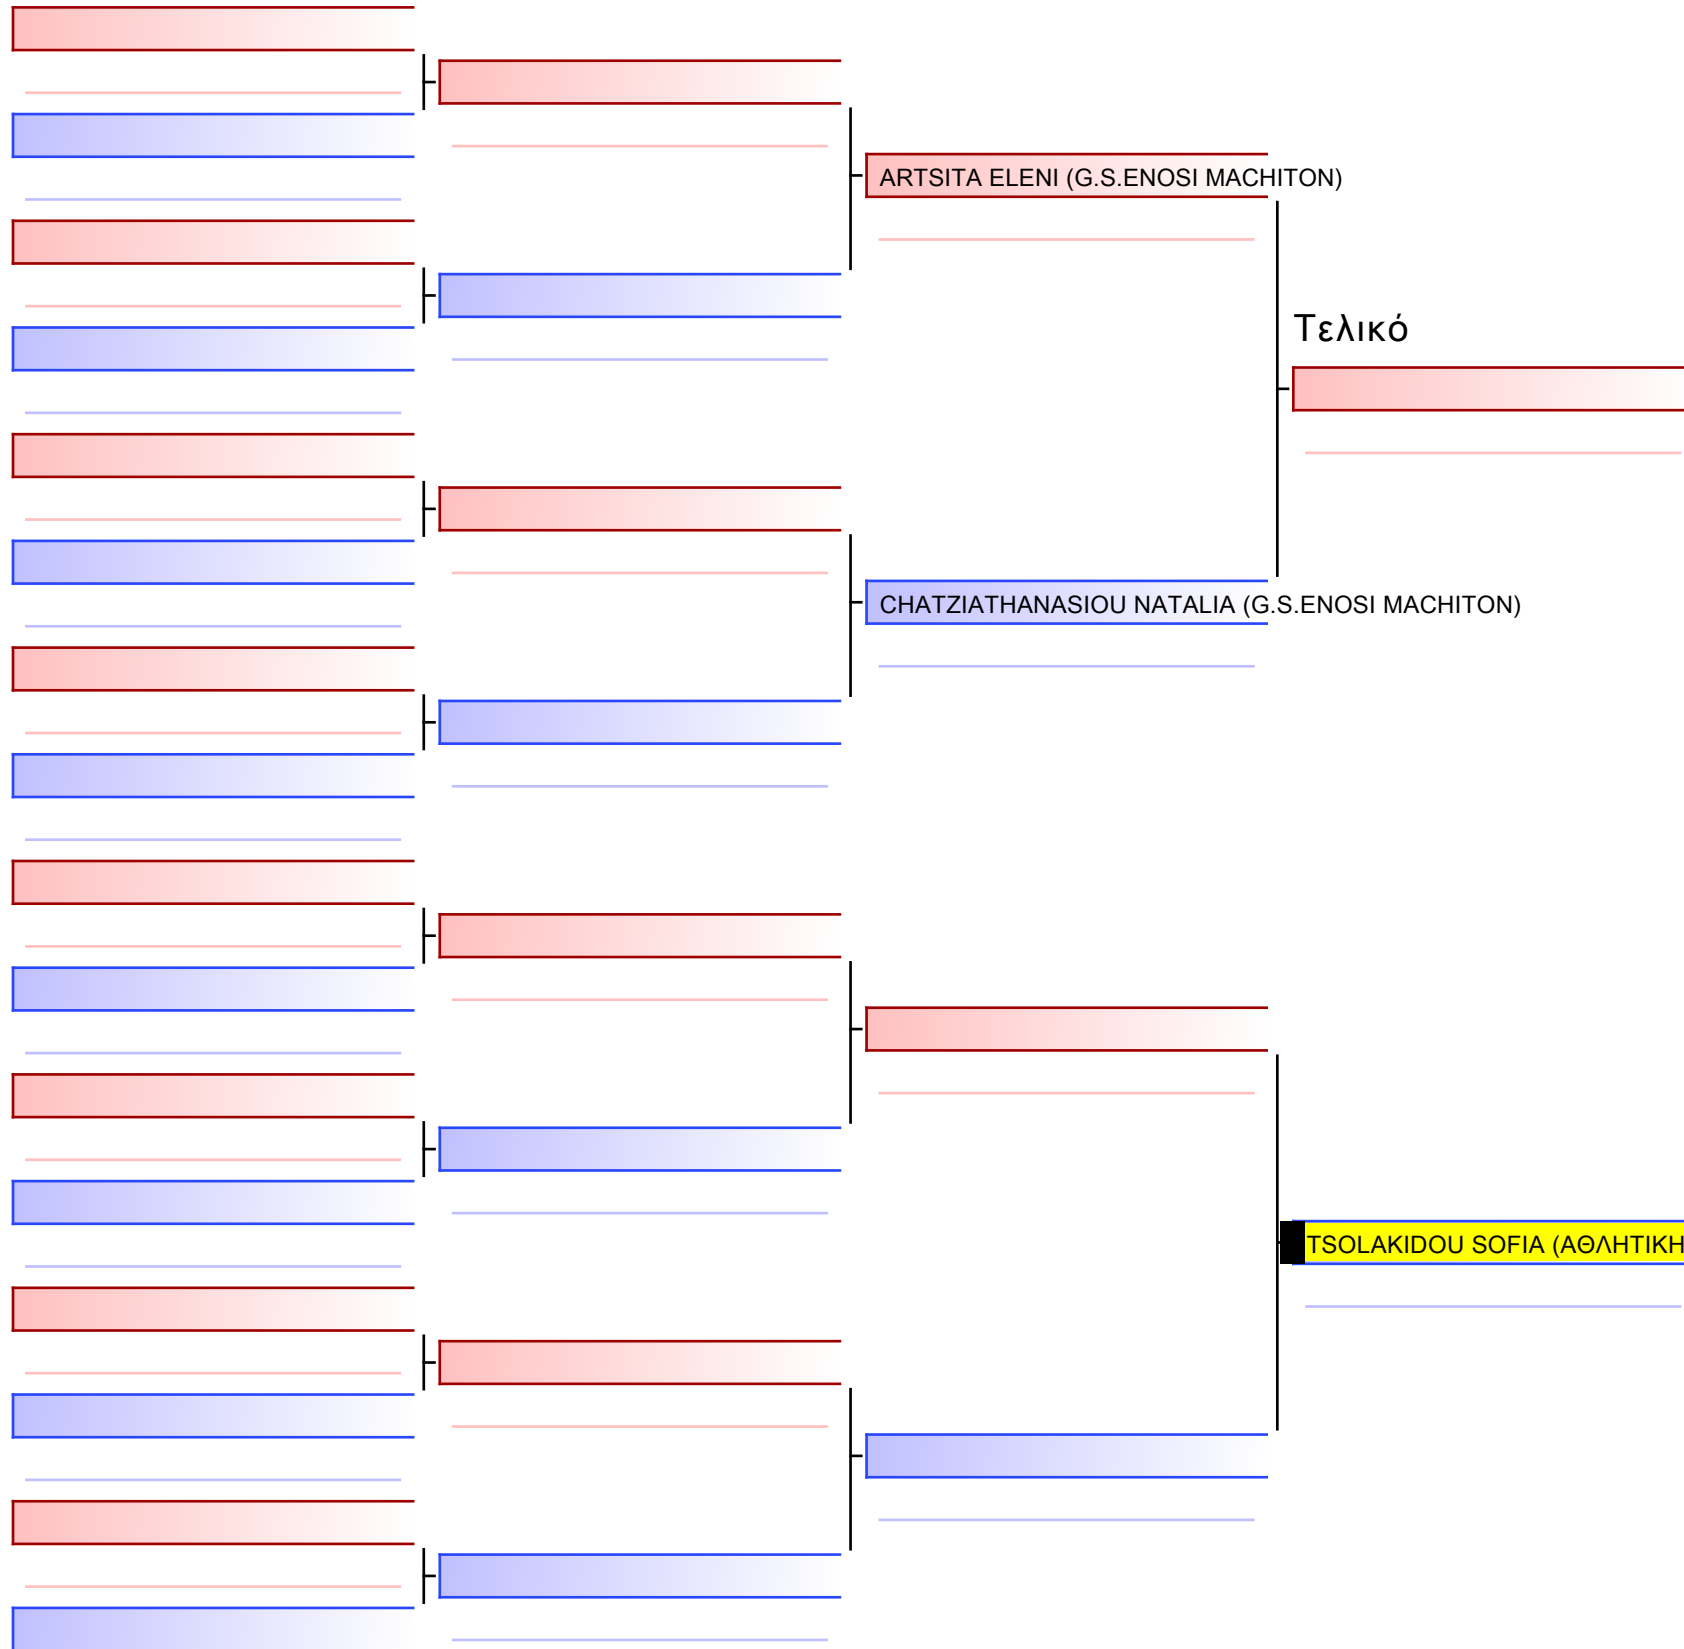 ARTSITA ELENI (G.S.ENOSI MACHITON)
Τελικό
CHATZIATHANASIOU NATALIA (G.S.ENOSI MACHITON)
TSOLAKIDOU SOFIA (ΑΘΛΗΤΙΚΗ